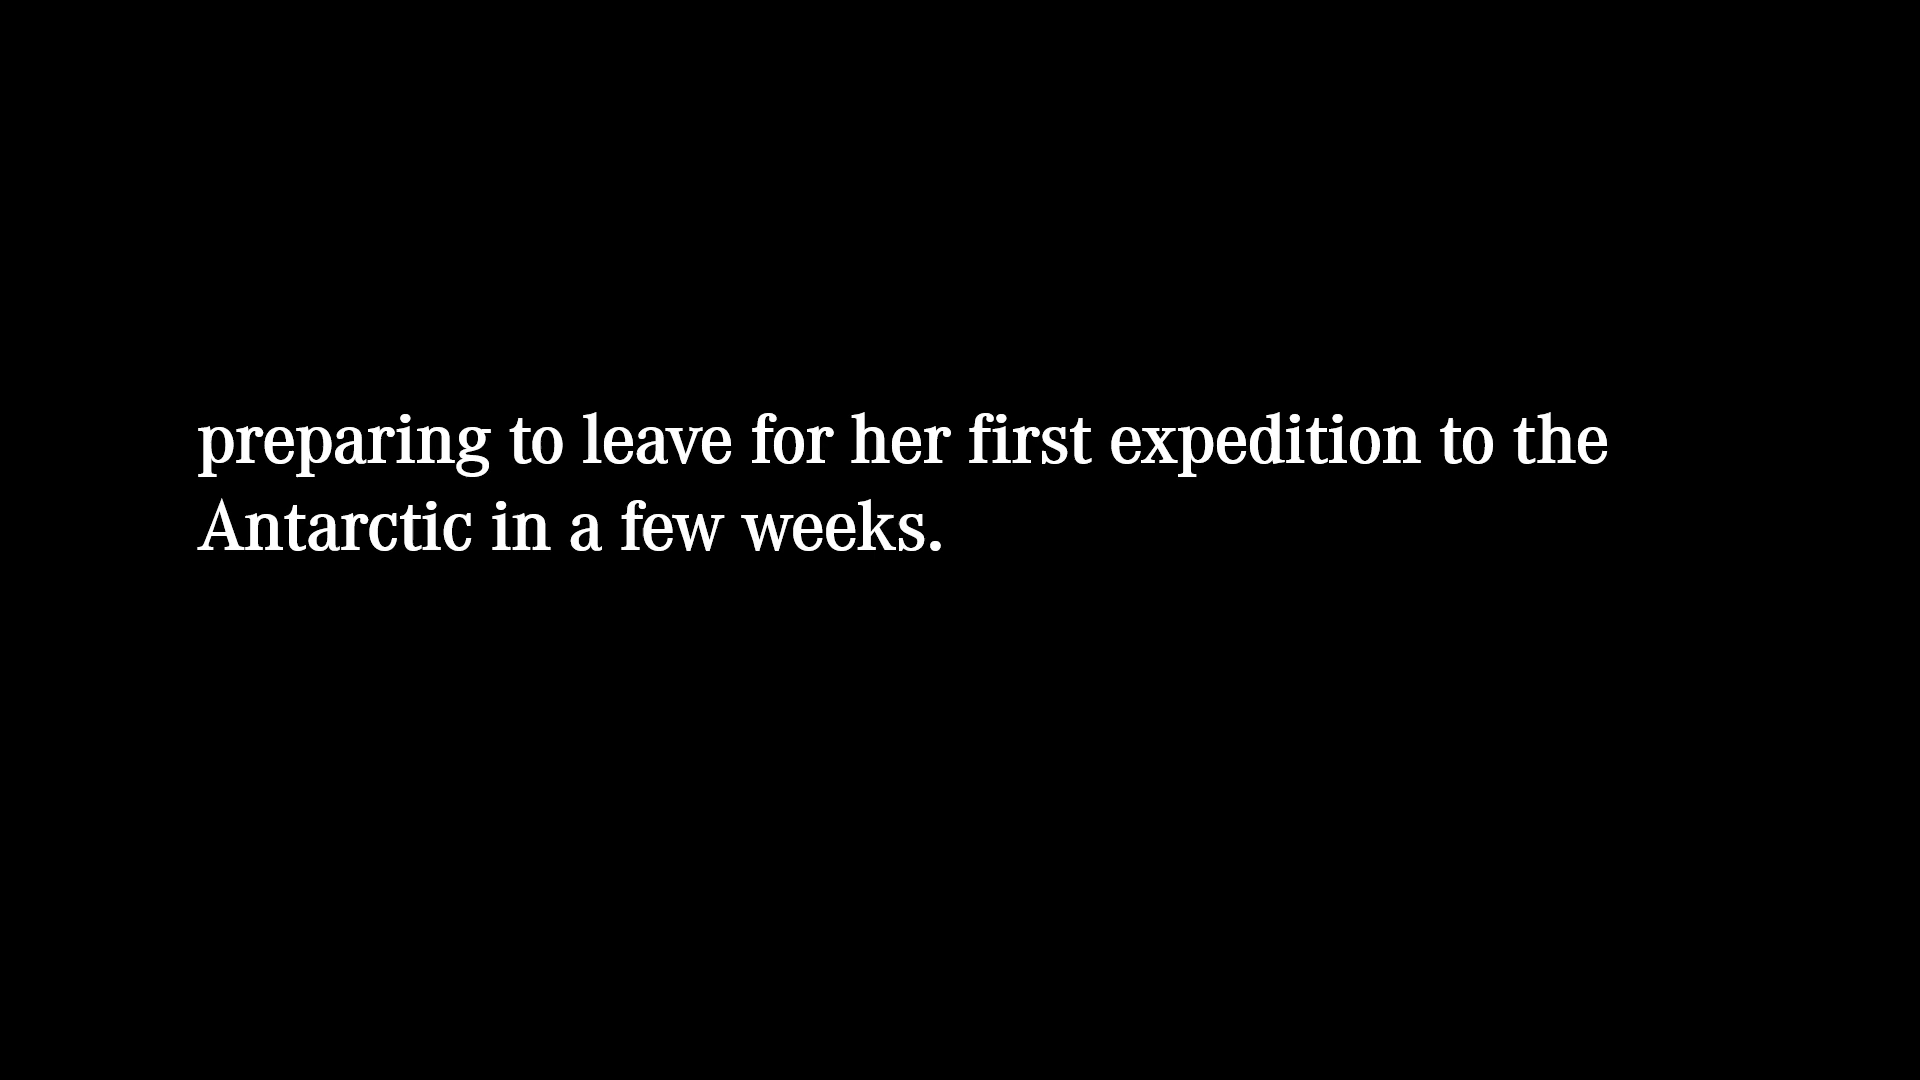 preparing to leave for her first expedition to the
Antarctic in a few weeks.